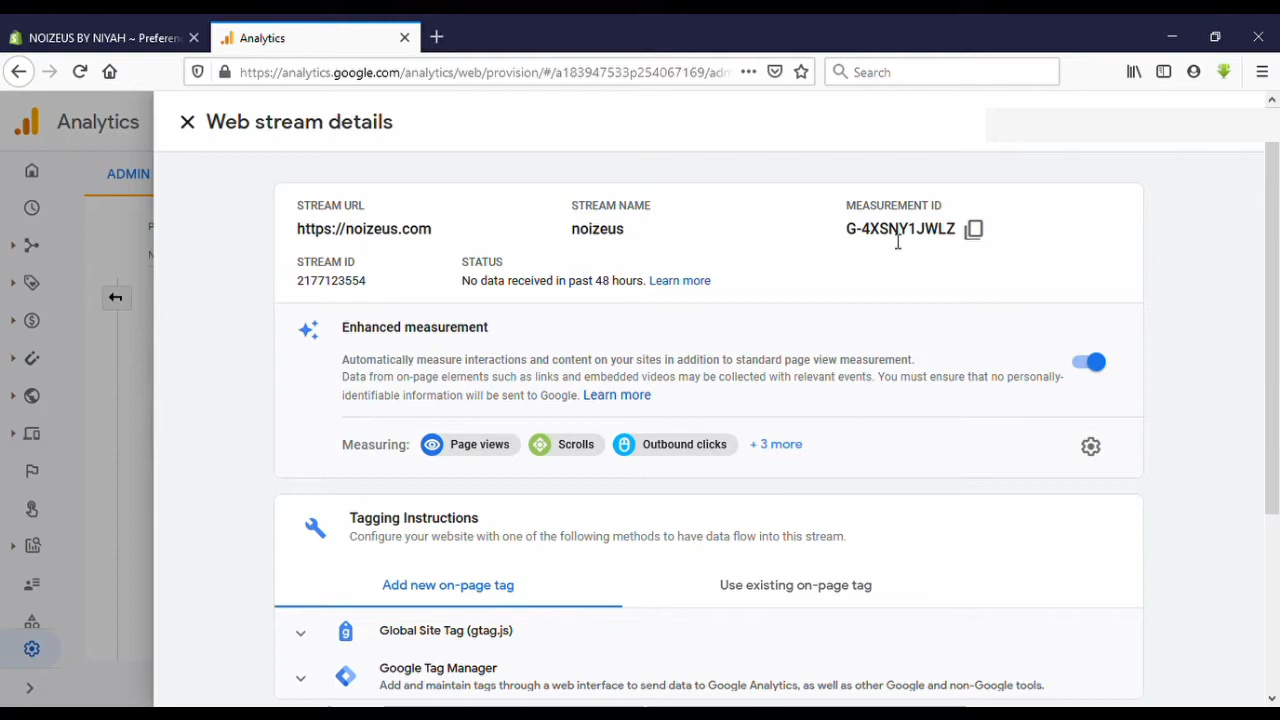 NOIZEUS BY NIYAH ~ Preferen
Analytics
https://analytics.google.com/analytics/web/provision/#/a183947533p254067169/adm
Search
Analytics
Web stream details
ADMIN
STREAM URL
STREAM NAME
MEASUREMENT ID
https://noizeus.com
noizeus
G-4XSNY1JWLZ
STREAM ID
STATUS
2177123554
No data received in past 48 hours. Learn more
Enhanced measurement
Automatically measure interactions and content on your sites in addition to standard page view measurement.
Data from on-page elements such as links and embedded videos may be collected with relevant events. You must ensure that no personally-
identifiable information will be sent to Google. Learn more
Measuring: Page views Scrolls Outbound clicks + 3 more
Tagging Instructions
Configure your website with one of the following methods to have data flow into this stream.
Add new on-page tag
Use existing on-page tag
Global Site Tag (gtag.js)
Google Tag Manager
Add and maintain tags through a web interface to send data to Google Analytics, as well as other Google and non-Google tools.